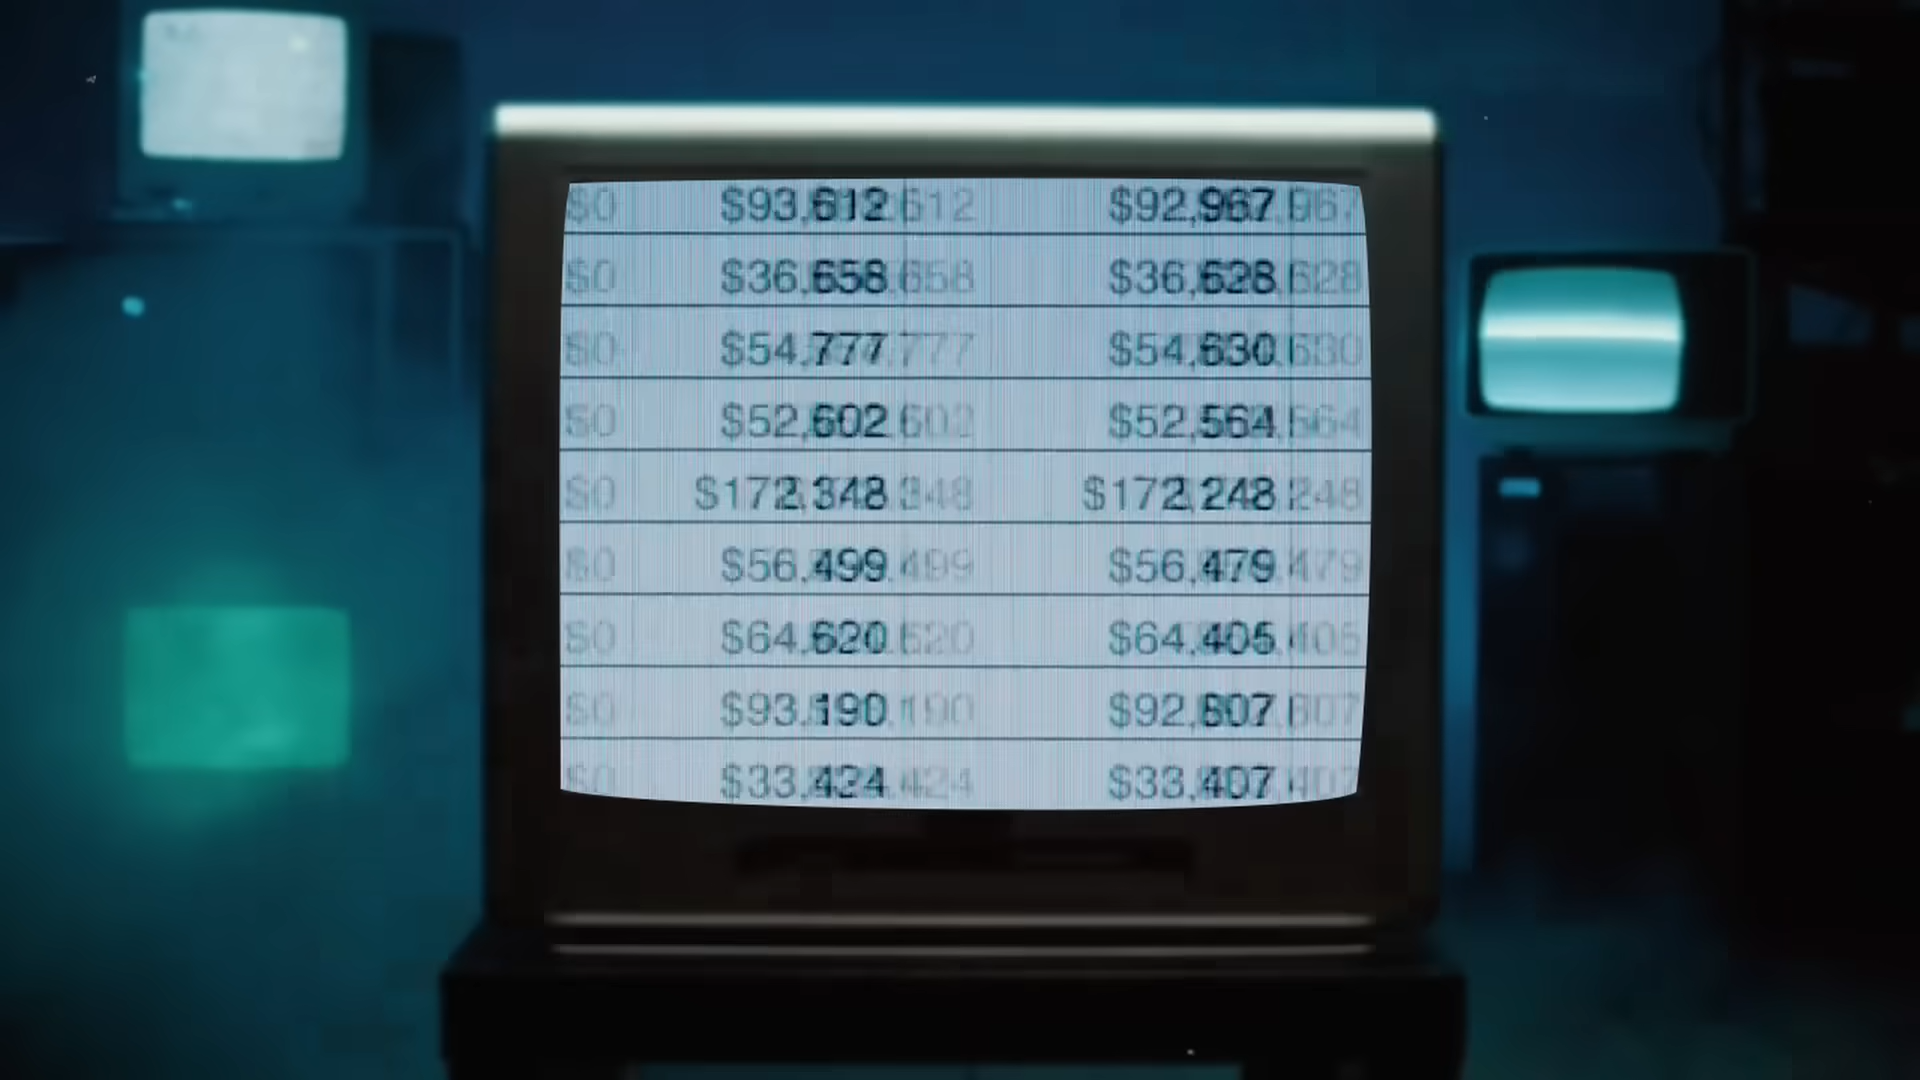 $0 $93,612 $92,967
$0 $36,658 $36,628
$0 $54,777 $54,630
$0 $52,602 $52,564
$0 $172,348 $172,248
$0 $56,499 $56,479
$0 $64,620 $64,405
$0 $93,190 $92,807
$0 $33,424 $33,407